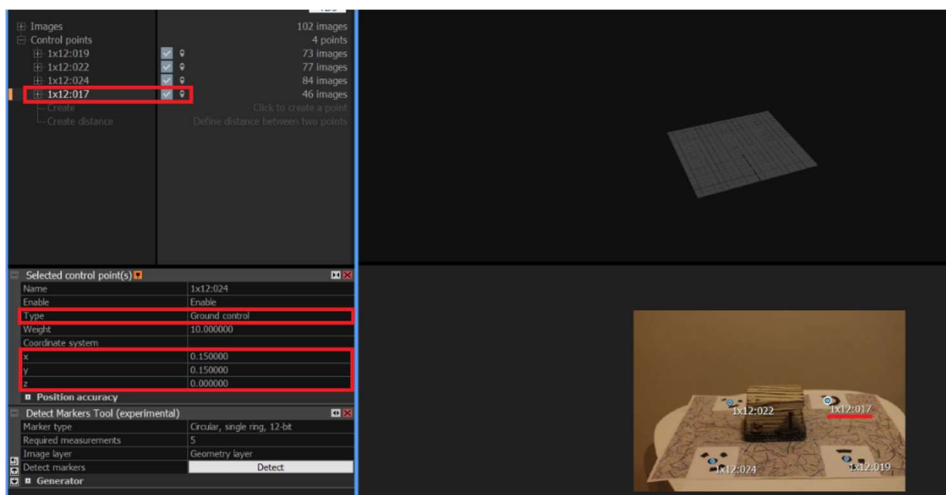 Images 102 images
Control points 4 points
1x12:019 73 images
1x12:022 77 images
1x12:024 84 images
1x12:017 46 images
Create Click to create a point
Create distance Define distance between two points
Selected control point(s)
Name 1x12:024
Enable Enable
Type Ground control
Weight 10.000000
Coordinate system
x 0.150000
y 0.150000
z 0.000000
Position accuracy
Detect Markers Tool (experimental)
Marker type Circular, single ring, 12-bit
Required measurements 5
Image layer Geometry layer
Detect markers Detect
Generator
1x12:022 1x12:017
1x12:024 1x12:019